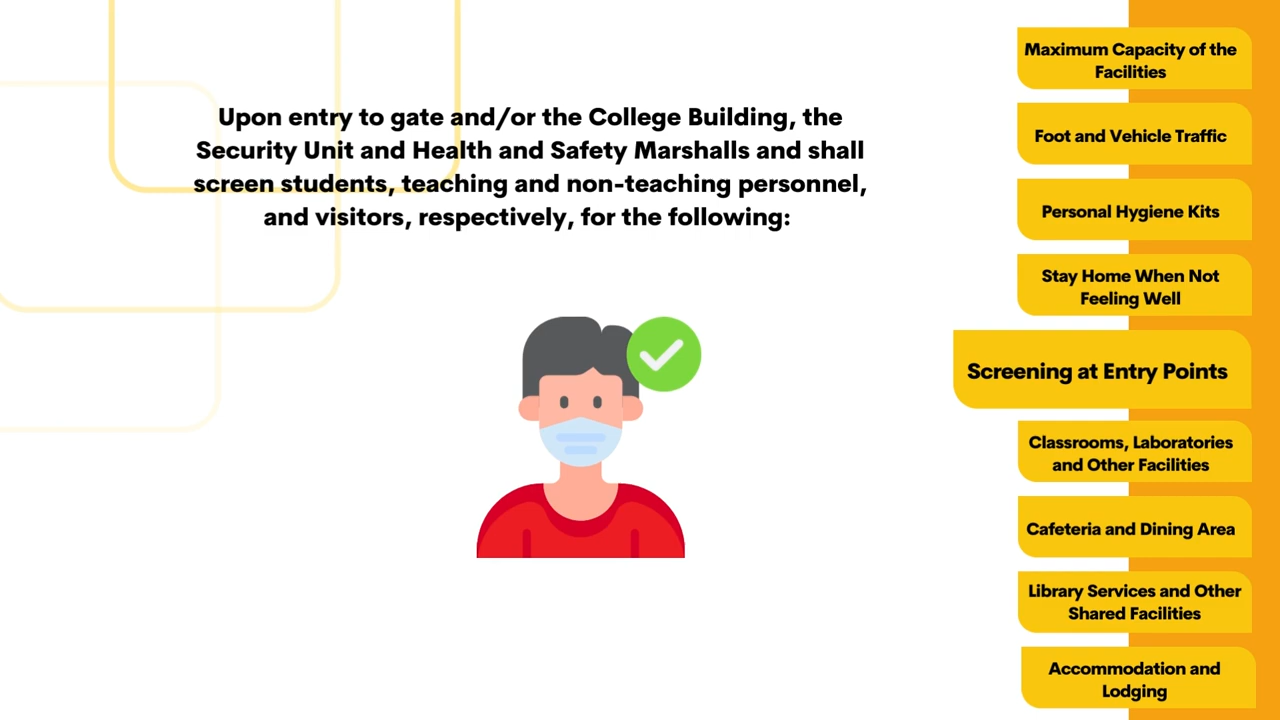 Upon entry to gate and/or the College Building, the
Security Unit and Health and Safety Marshalls and shall
screen students, teaching and non-teaching personnel,
and visitors, respectively, for the following:
Maximum Capacity of the
Facilities
Foot and Vehicle Traffic
Personal Hygiene Kits
Stay Home When Not
Feeling Well
Screening at Entry Points
Classrooms, Laboratories
and Other Facilities
Cafeteria and Dining Area
Library Services and Other
Shared Facilities
Accommodation and
Lodging